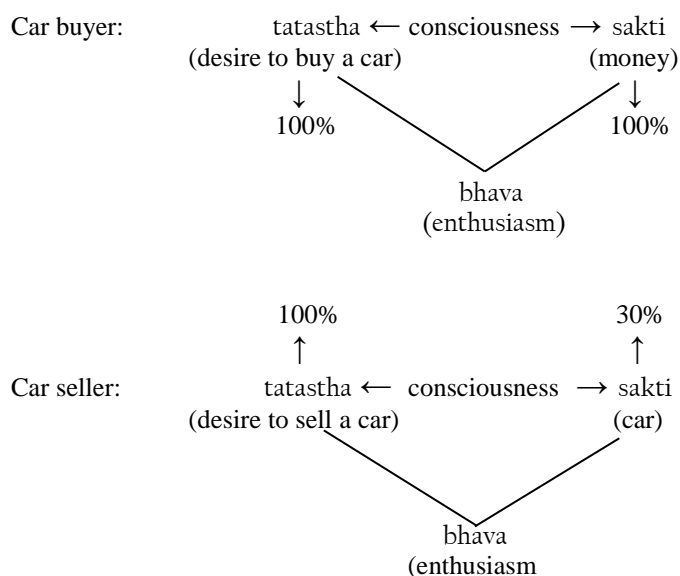 Car buyer: tatastha ← consciousness → sakti
(desire to buy a car) (money)
↓ ↓
100% 100%
bhava
(enthusiasm)
100% 30%
↑ ↑
Car seller: tatastha ← consciousness → sakti
(desire to sell a car) (car)
bhava
(enthusiasm